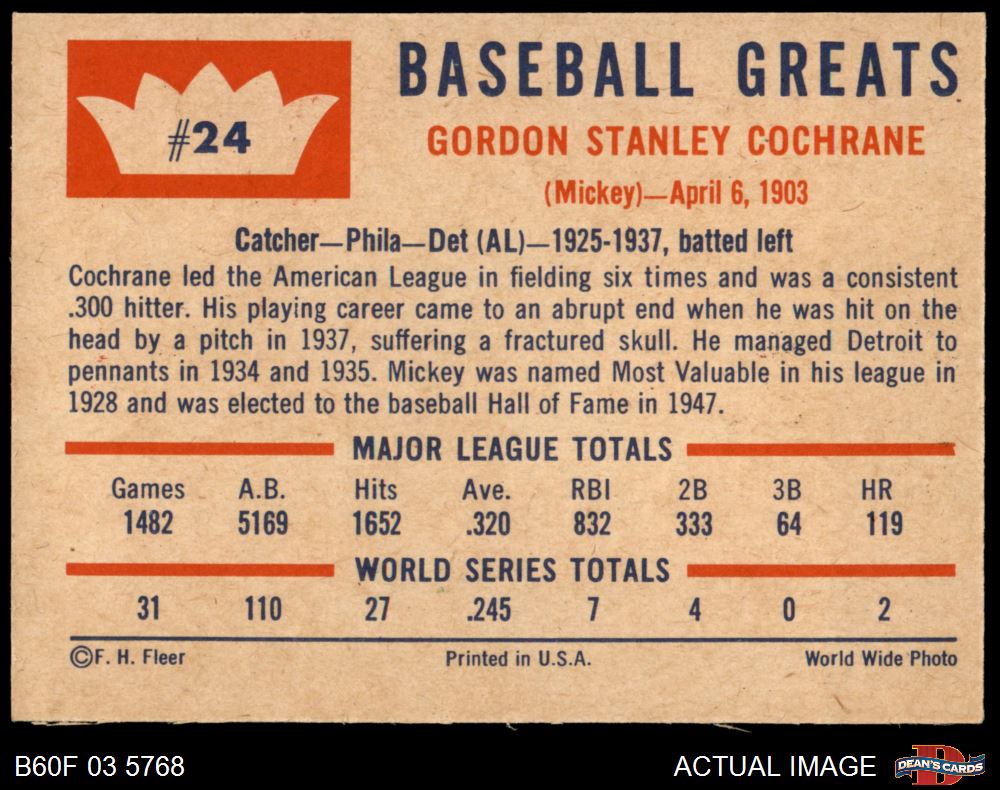 #24
BASEBALL GREATS
GORDON STANLEY COCHRANE
(Mickey)—April 6, 1903
Catcher—Phila—Det (AL)—1925-1937, batted left
Cochrane led the American League in fielding six times and was a consistent
.300 hitter. His playing career came to an abrupt end when he was hit on the
head by a pitch in 1937, suffering a fractured skull. He managed Detroit to
pennants in 1934 and 1935. Mickey was named Most Valuable in his league in
1928 and was elected to the baseball Hall of Fame in 1947.
MAJOR LEAGUE TOTALS
Games A.B. Hits Ave. RBI 2B 3B HR
1482 5169 1652 .320 832 333 64 119
WORLD SERIES TOTALS
31 110 27 .245 7 4 0 2
©F. H. Fleer Printed in U.S.A. World Wide Photo
B60F 03 5768 ACTUAL IMAGE D DEAN'S CARDS